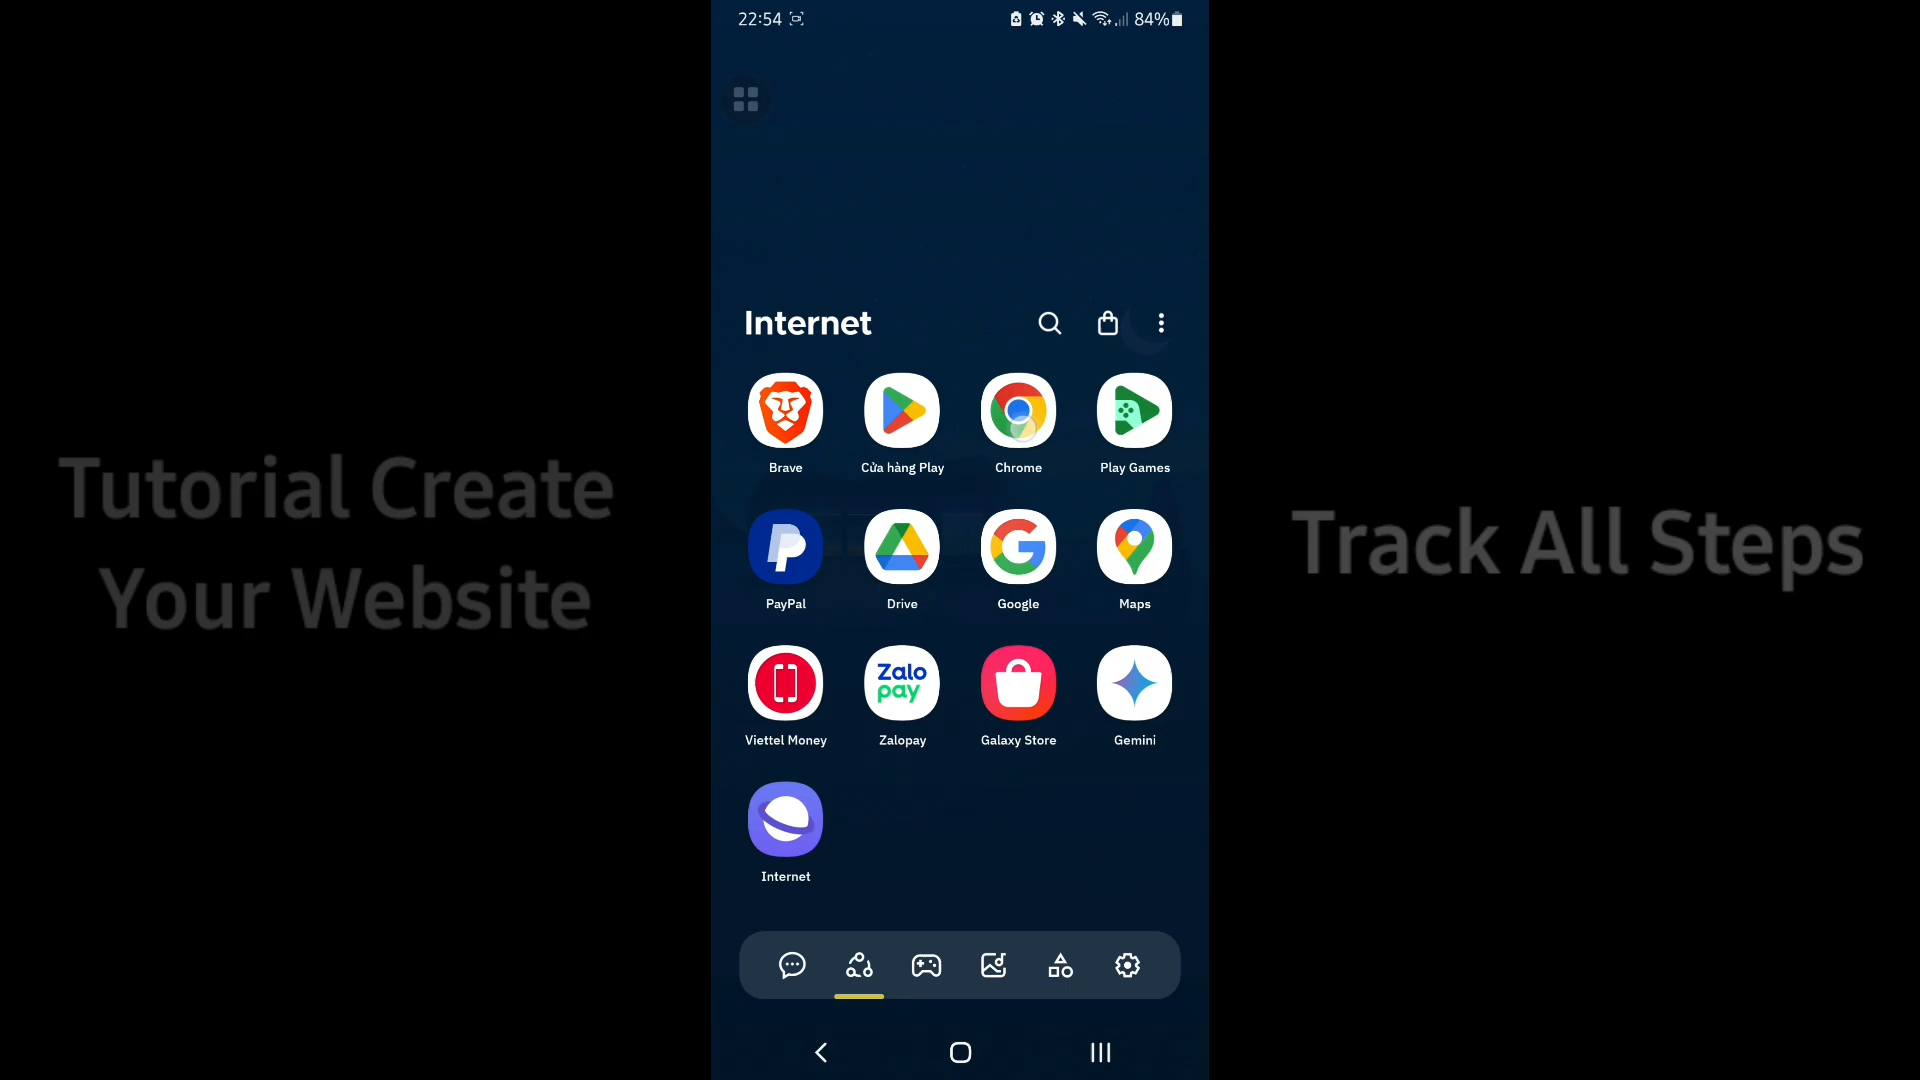 22:54
84%
Internet
Brave
Cửa hàng Play
Chrome
Play Games
PayPal
Drive
Google
Maps
Zalo
pay
Viettel Money
Zalopay
Galaxy Store
Gemini
Internet
Tutorial Create
Your Website
Track All Steps